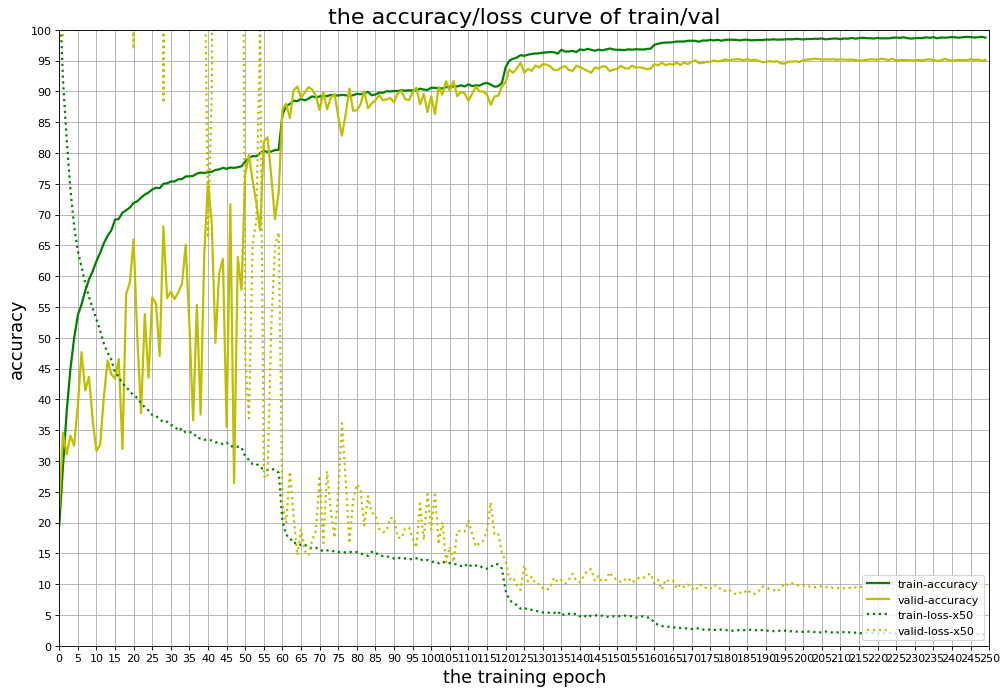 the accuracy/loss curve of train/val
100
95
90
85
80
75
70
65
60
55
50
45
40
35
30
25
20
15
10
5
0
accuracy
train-accuracy
valid-accuracy
train-loss-x50
valid-loss-x50
0 5 10 15 20 25 30 35 40 45 50 55 60 65 70 75 80 85 90 95 100 105 110 115 120 125 130 135 140 145 150 155 160 165 170 175 180 185 190 195 200 205 210 215 220 225 230 235 240 245 250
the training epoch